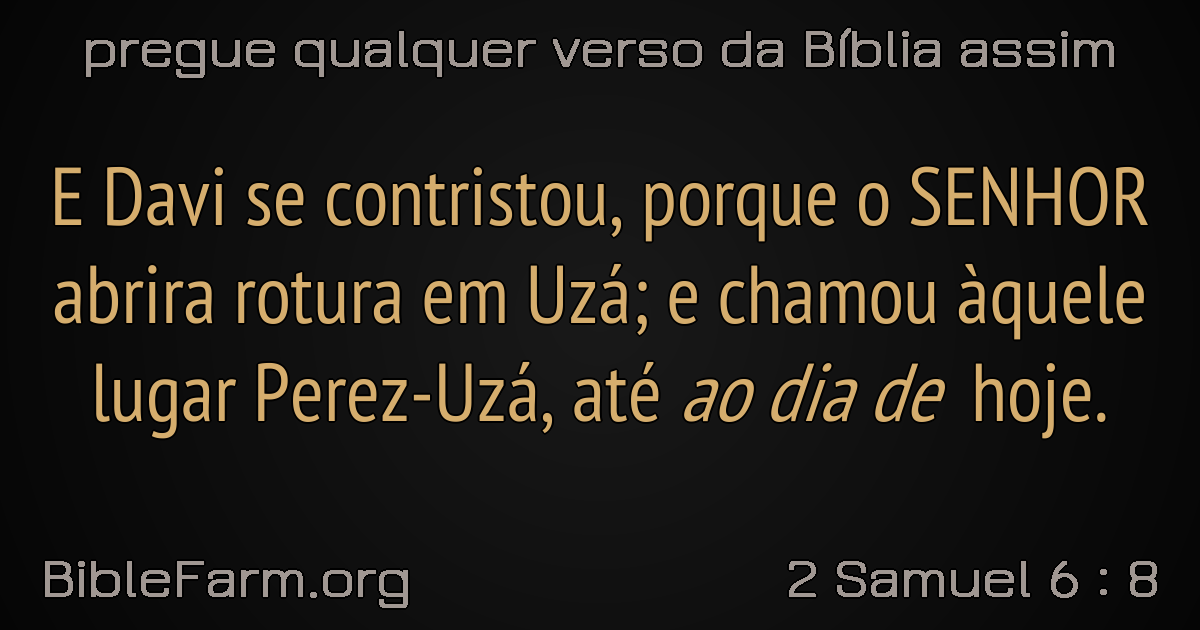 pregue qualquer verso da Bíblia assim
E Davi se contristou, porque o SENHOR
abrira rotura em Uzá; e chamou àquele
lugar Perez-Uzá, até ao dia de hoje.
BibleFarm.org
2 Samuel 6 : 8